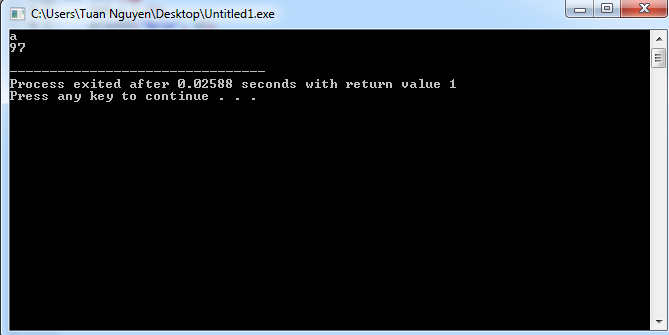 C:\Users\Tuan Nguyen\Desktop\Untitled1.exe
a
97
--------------------------------
Process exited after 0.02588 seconds with return value 1
Press any key to continue . . .